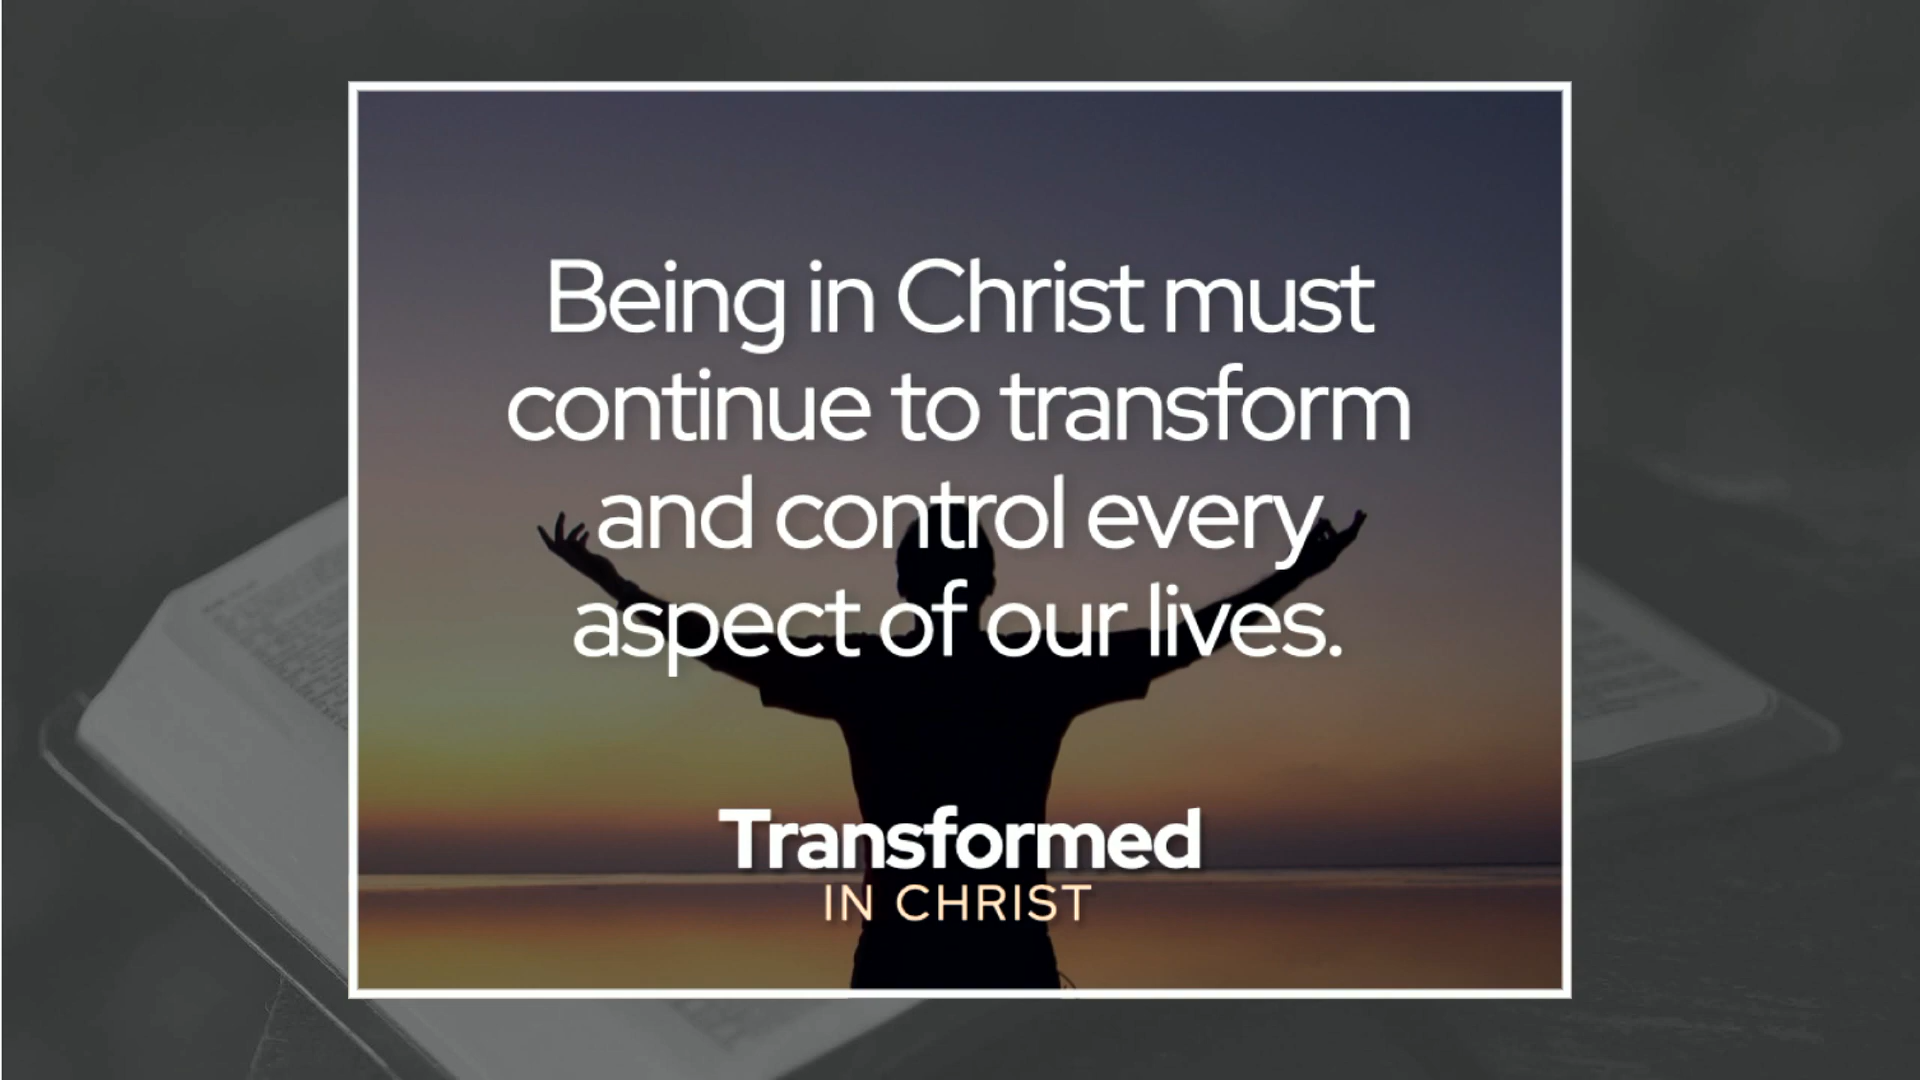 Being in Christ must
continue to transform
and control every
aspect of our lives.
Transformed
IN CHRIST